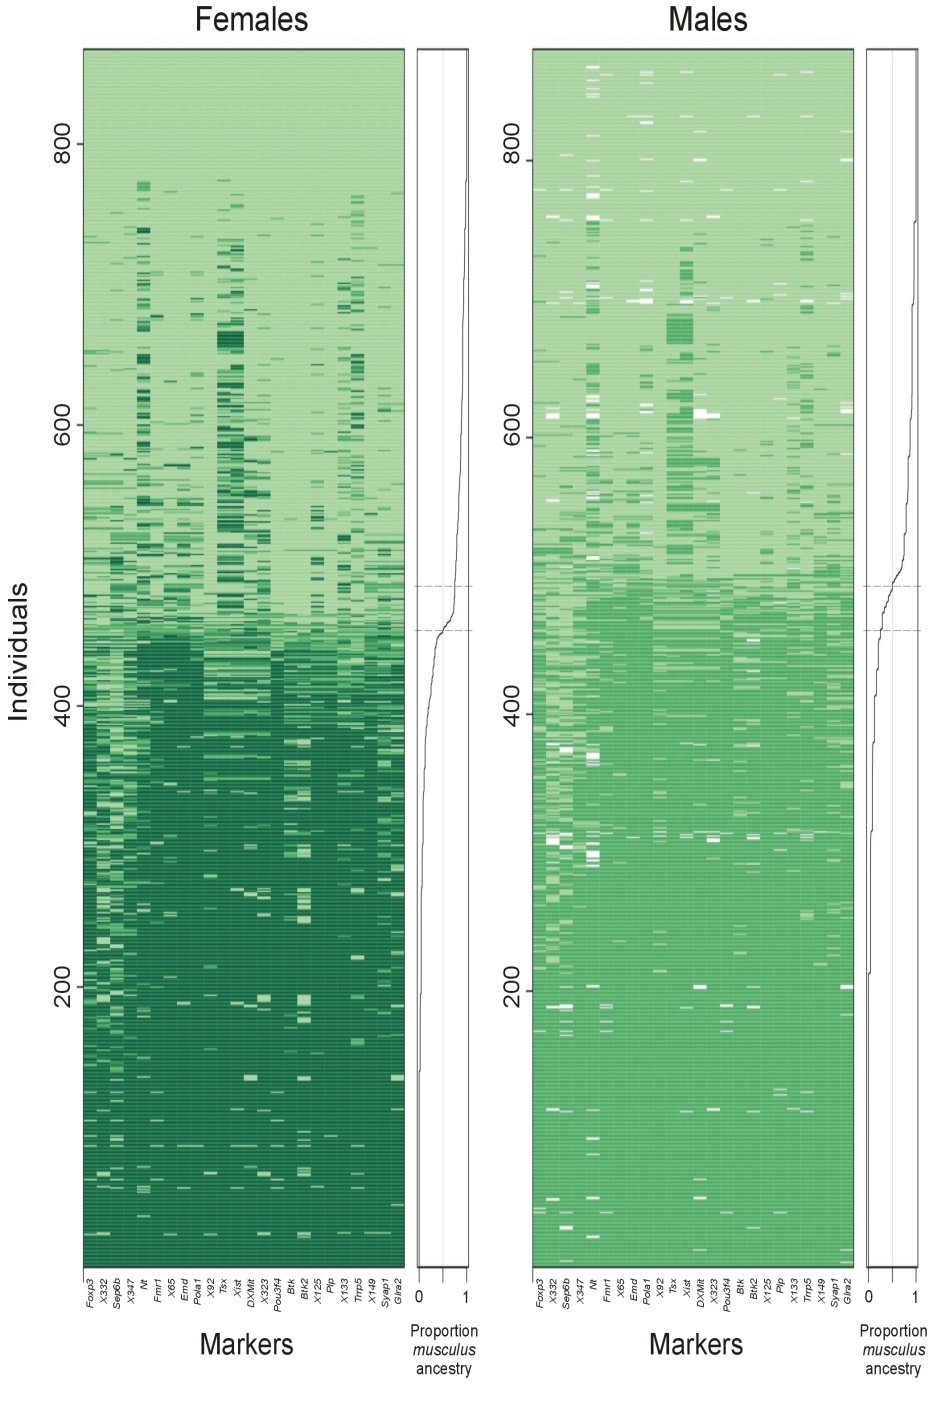 Females
Males
800
600
400
200
800
600
400
200
Individuals
Foxp3
X332
Sep6b
X347
Nt
Fmr1
X65
Emd
Pola1
X92
Tsx
Xist
DXMit
X323
Pou3f4
Btk
Btk2
X125
Plp
X133
Trrp5
X149
Syap1
Glra2
0
1
Foxp3
X332
Sep6b
X347
Nt
Fmr1
X65
Emd
Pola1
X92
Tsx
Xist
DXMit
X323
Pou3f4
Btk
Btk2
X125
Plp
X133
Trrp5
X149
Syap1
Glra2
0
1
Markers
Proportion
musculus
ancestry
Markers
Proportion
musculus
ancestry